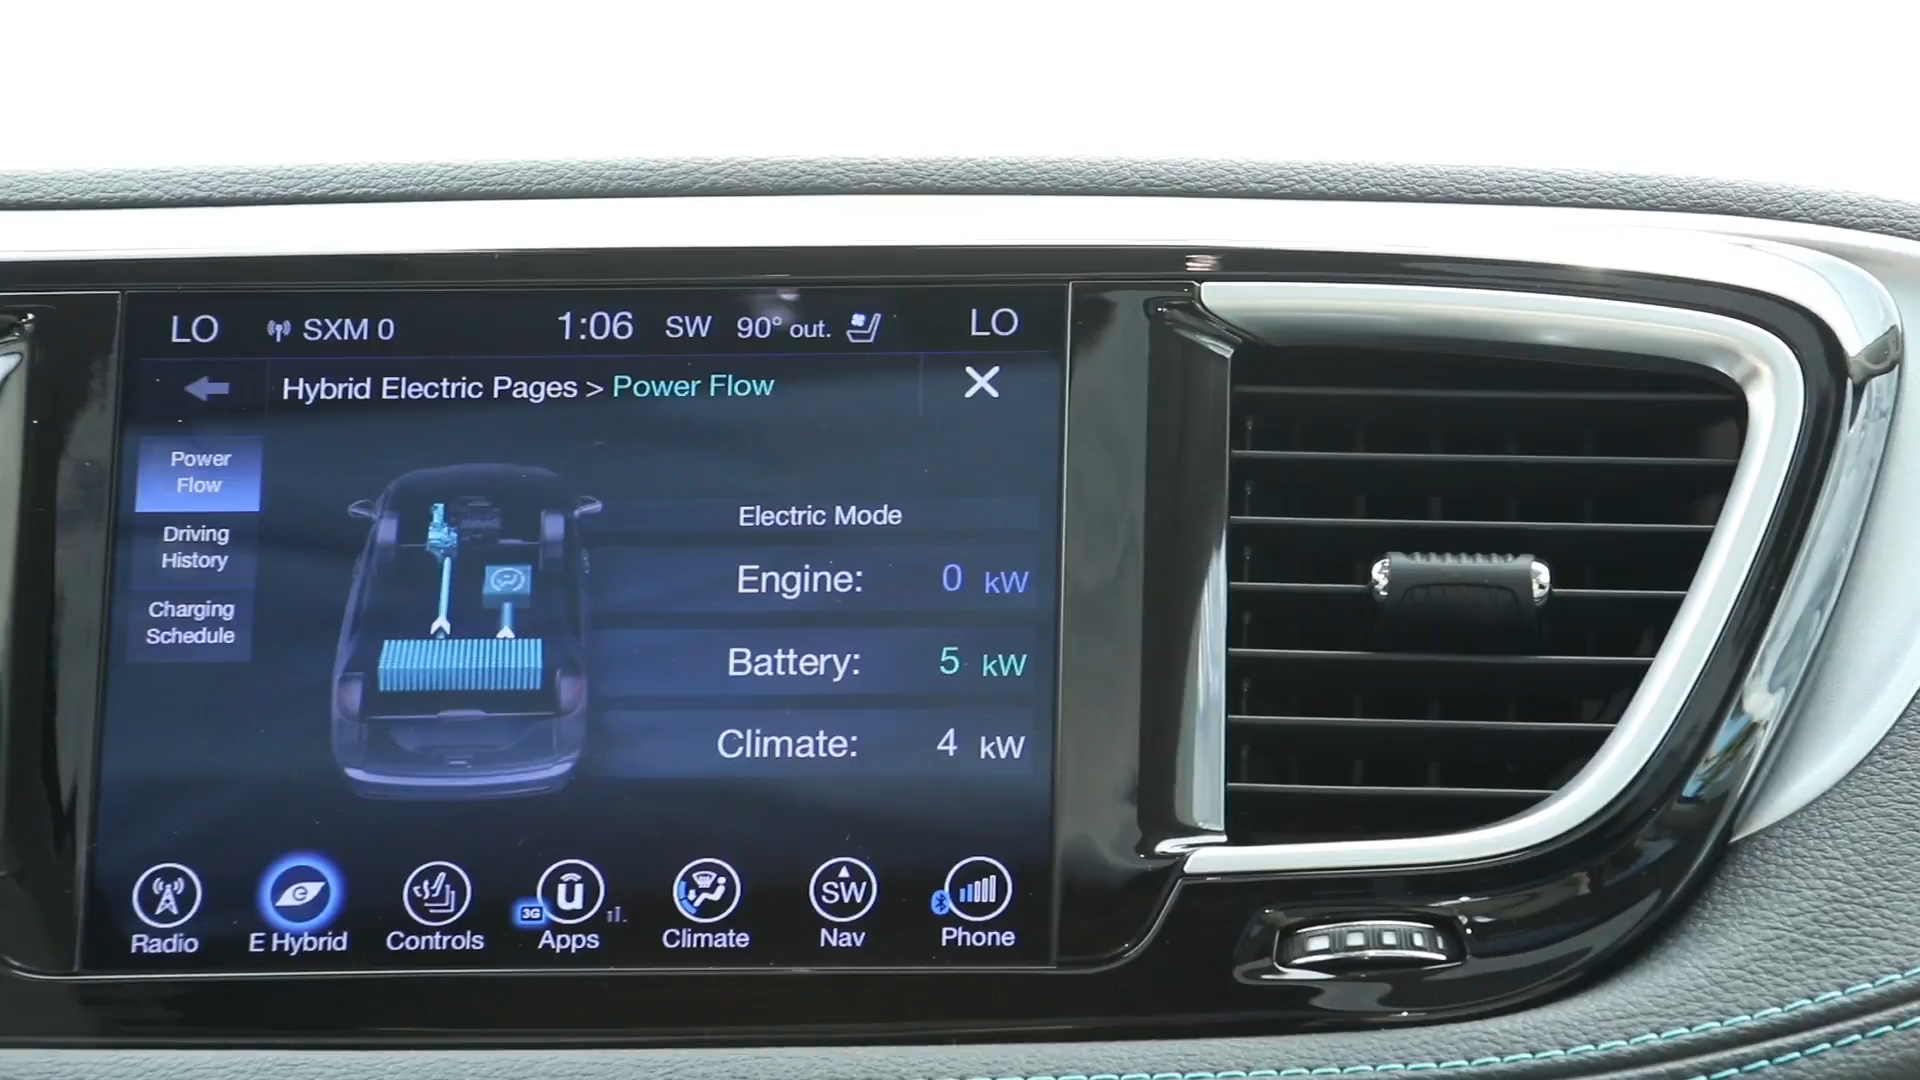 LO SXM 0 1:06 SW 90° out. LO
Hybrid Electric Pages > Power Flow
Power
Flow
Driving
History
Charging
Schedule
Electric Mode
Engine: 0 kW
Battery: 5 kW
Climate: 4 kW
Radio
e
E Hybrid
Controls
3G
ū
Apps
Climate
SW
Nav
Phone